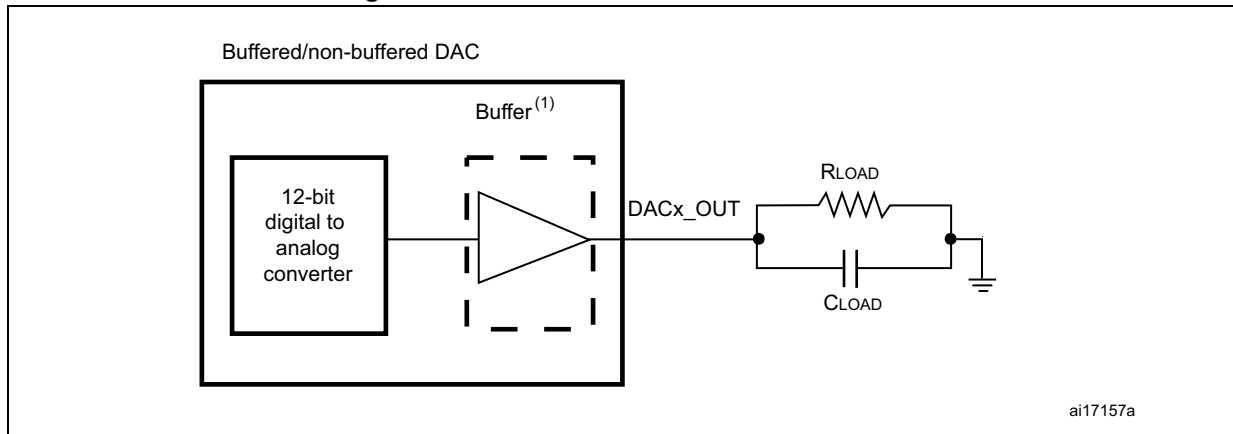 Buffered/non-buffered DAC
Buffer(1)
12-bit
digital to
analog
converter
DACx_OUT
RLOAD
CLOAD
ai17157a